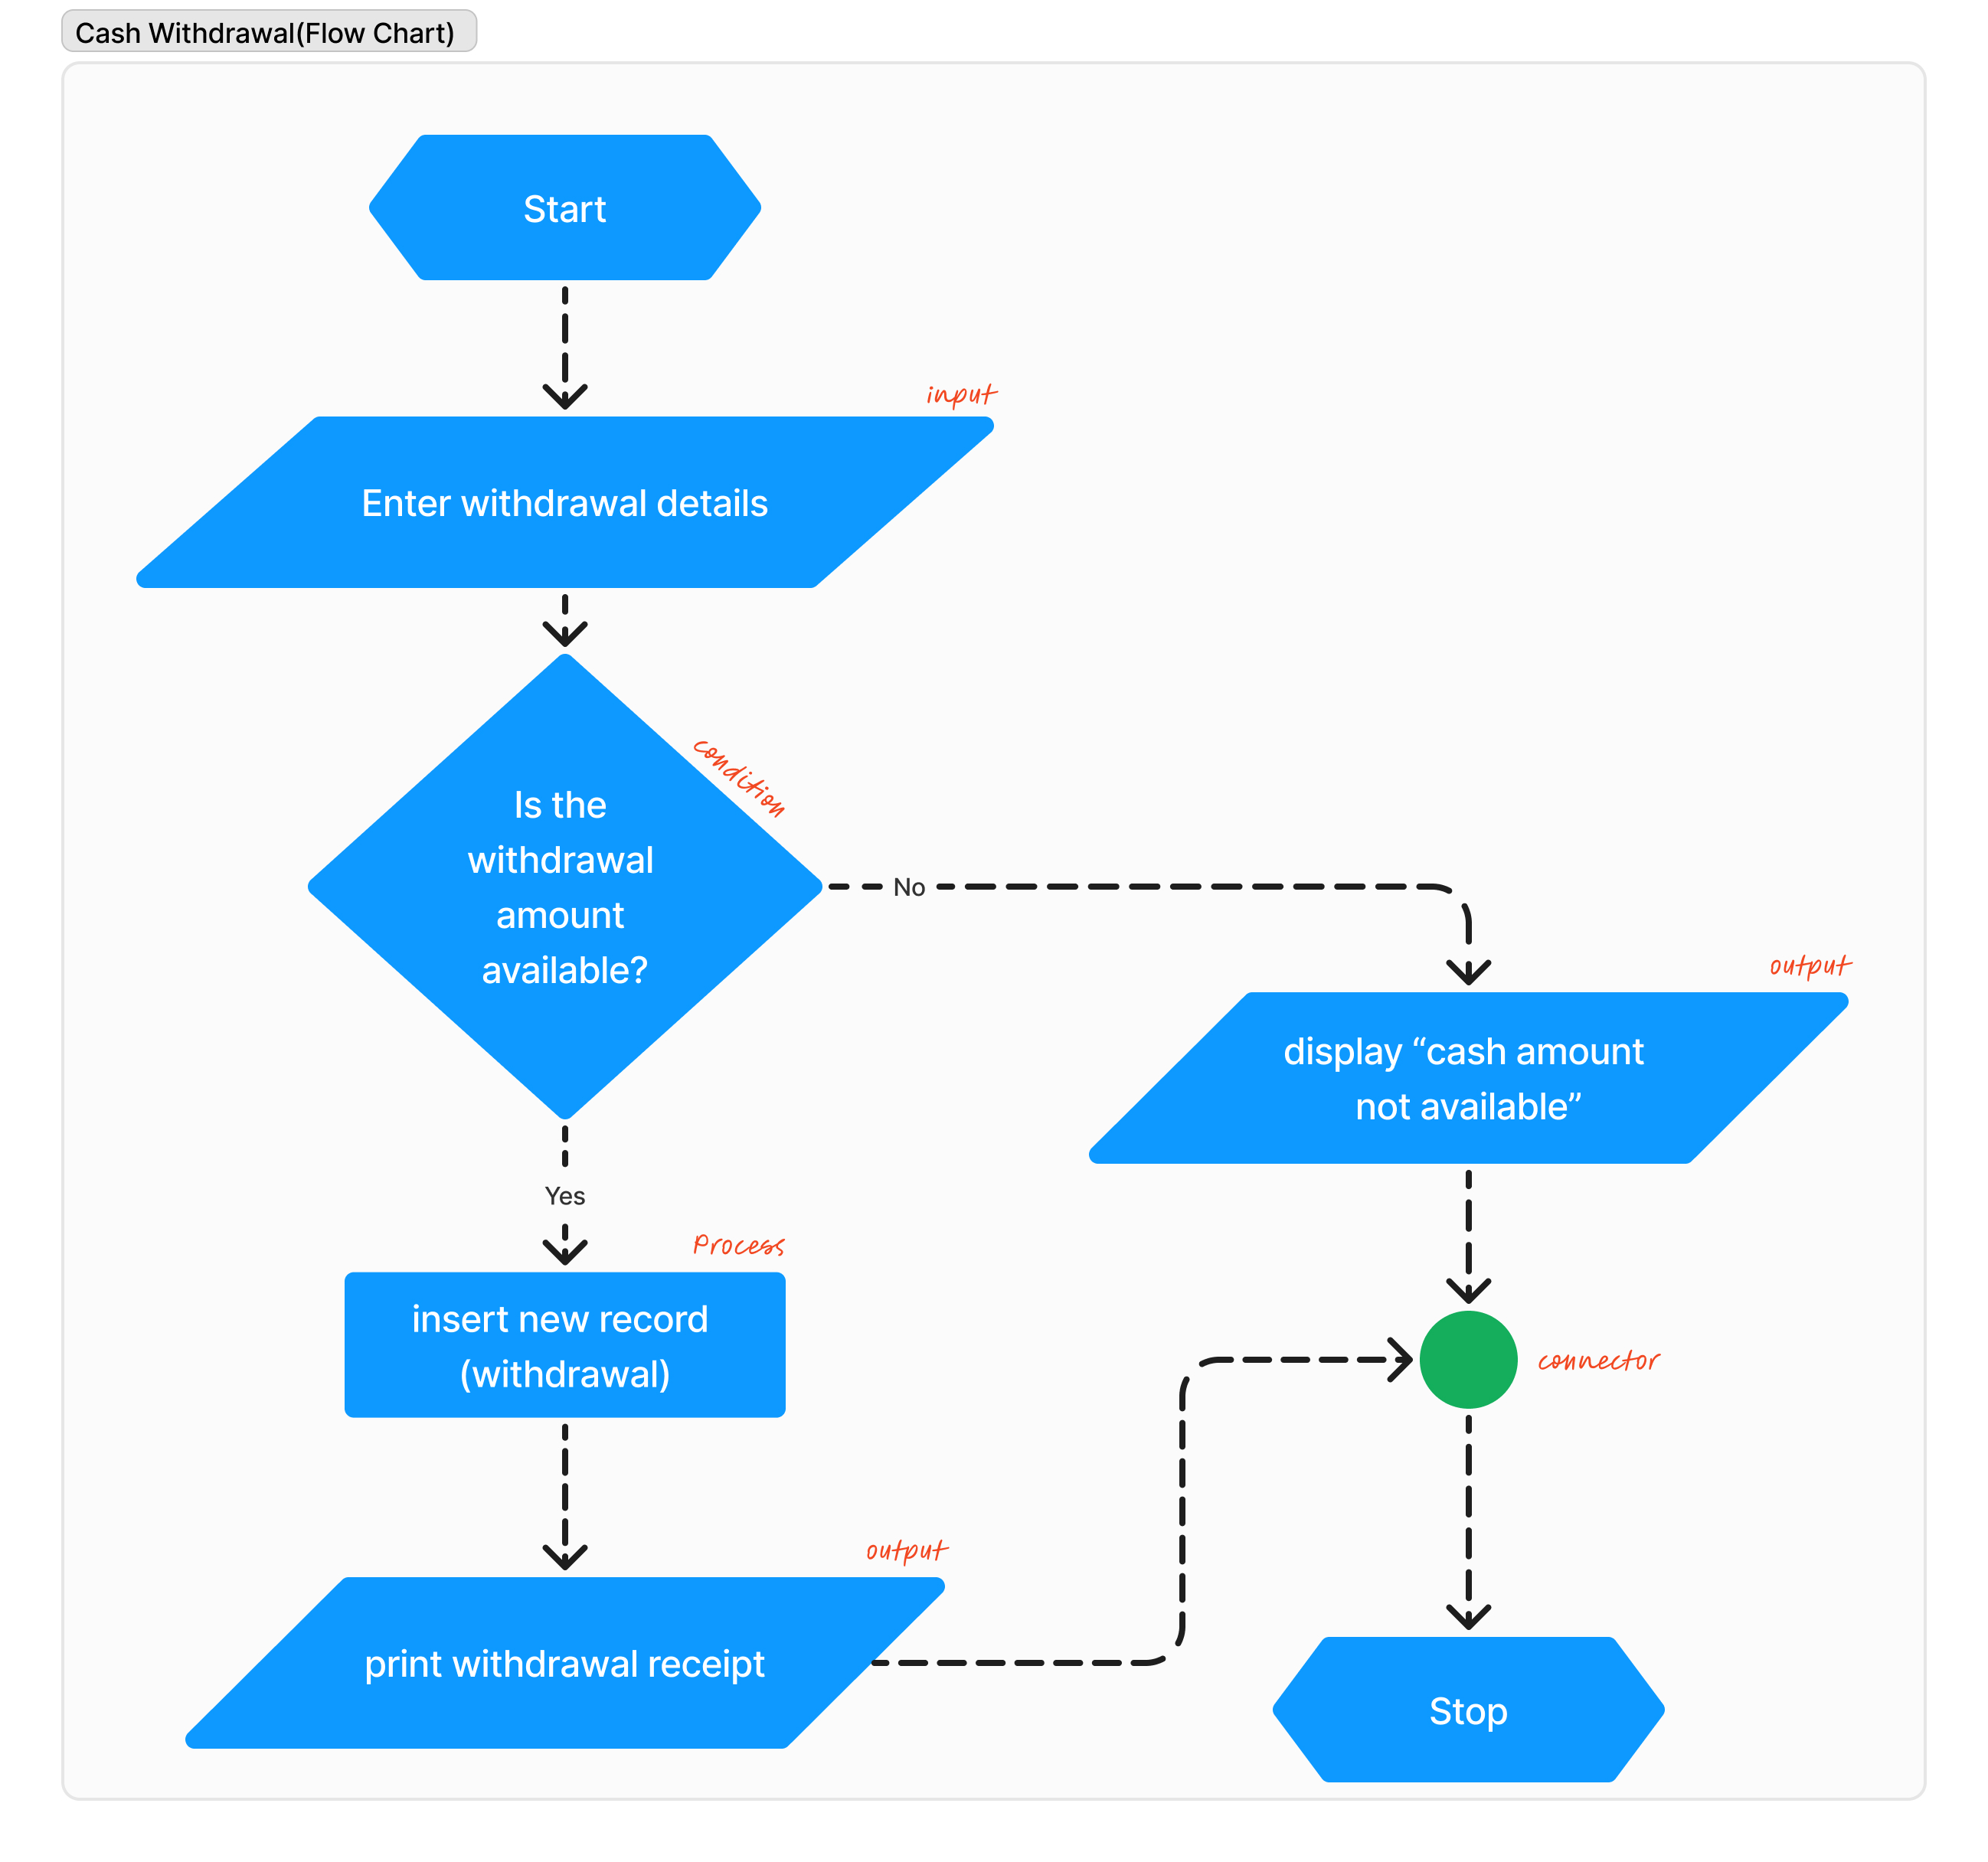 Cash Withdrawal(Flow Chart)
Start
input
Enter withdrawal details
condition
Is the
withdrawal
amount
available?
No
output
display “cash amount
not available”
Yes
Process
insert new record
(withdrawal)
connector
output
print withdrawal receipt
Stop